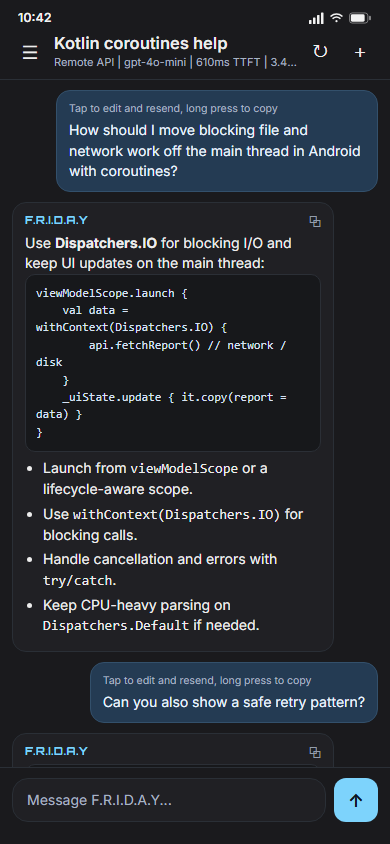 10:42
Kotlin coroutines help
Remote API | gpt-4o-mini | 610ms TTFT | 3.4...
Tap to edit and resend, long press to copy
How should I move blocking file and
network work off the main thread in Android
with coroutines?
F.R.I.D.A.Y
Use Dispatchers.IO for blocking I/O and
keep UI updates on the main thread:
viewModelScope.launch {
    val data =
withContext(Dispatchers.IO) {
        api.fetchReport() // network /
disk
    }
    _uiState.update { it.copy(report =
data) }
}
• Launch from viewModelScope or a
lifecycle-aware scope.
• Use withContext(Dispatchers.IO) for
blocking calls.
• Handle cancellation and errors with
try/catch.
• Keep CPU-heavy parsing on
Dispatchers.Default if needed.
Tap to edit and resend, long press to copy
Can you also show a safe retry pattern?
F.R.I.D.A.Y
Message F.R.I.D.A.Y...